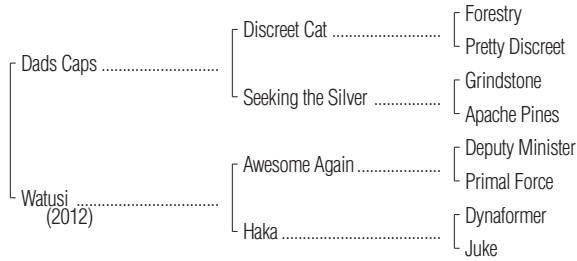 Forestry
Discreet Cat ....................
Pretty Discreet
Dads Caps ......................
Grindstone
Seeking the Silver ............
Apache Pines
Deputy Minister
Awesome Again ...............
Primal Force
Watusi ...........................
(2012)
Dynaformer
Haka .............................
Juke